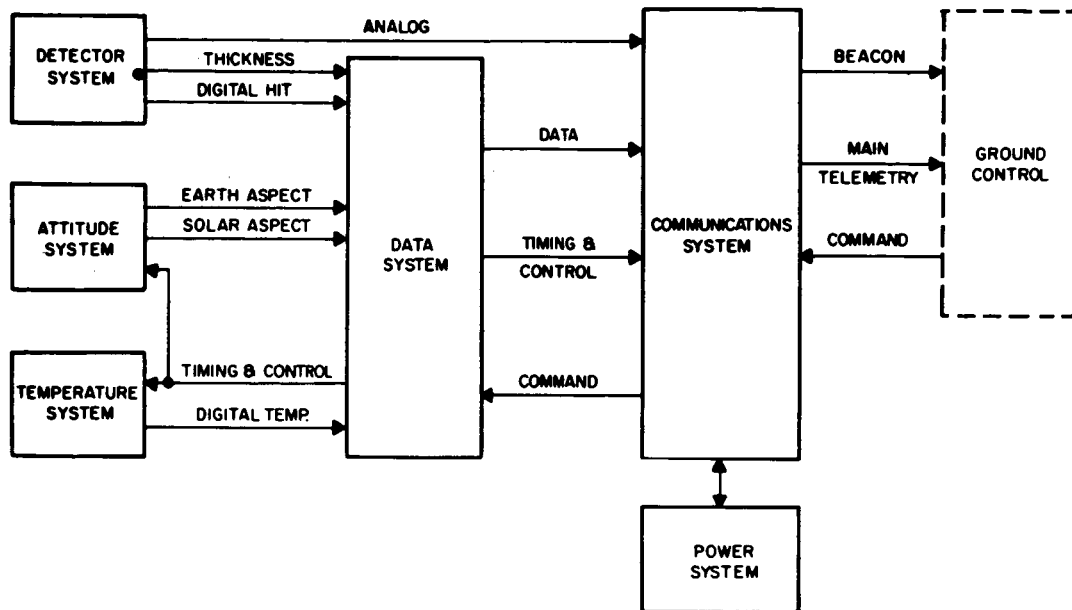 DETECTOR
SYSTEM
ANALOG
THICKNESS
DIGITAL HIT
ATTITUDE
SYSTEM
EARTH ASPECT
SOLAR ASPECT
TEMPERATURE
SYSTEM
TIMING & CONTROL
DIGITAL TEMP.
DATA
SYSTEM
DATA
TIMING &
CONTROL
COMMAND
COMMUNICATIONS
SYSTEM
POWER
SYSTEM
BEACON
MAIN
TELEMETRY
COMMAND
GROUND
CONTROL